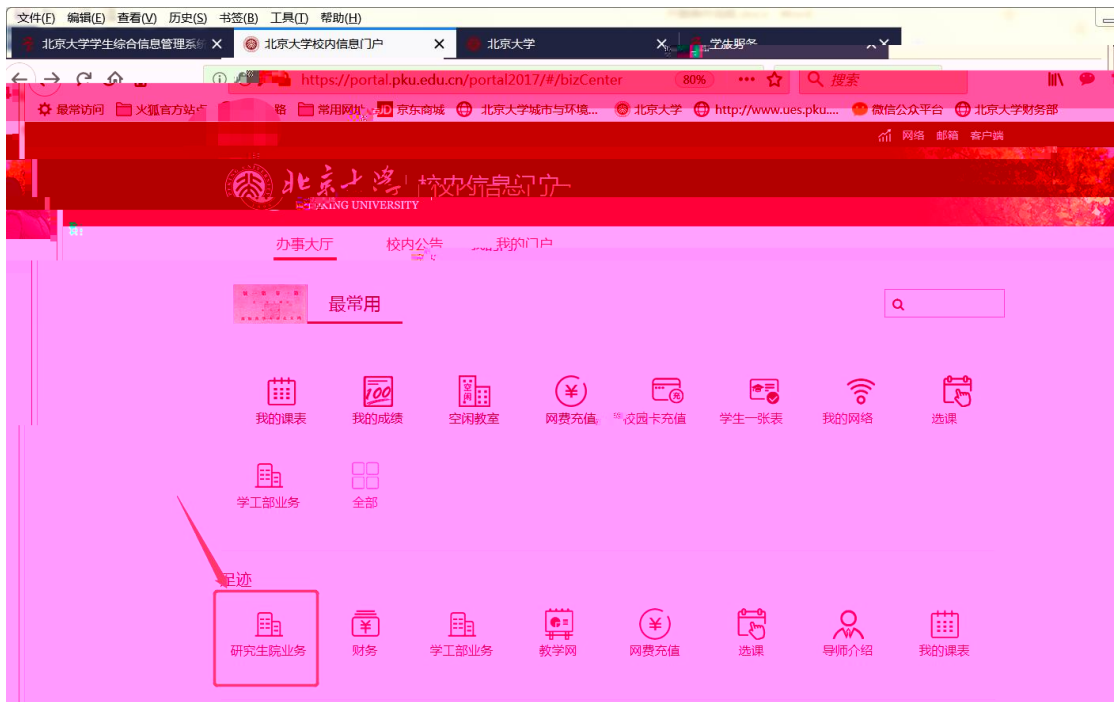 文件(F) 编辑(E) 查看(V) 历史(S) 书签(B) 工具(T) 帮助(H)
北京大学学生综合信息管理系统 北京大学校内信息门户 北京大学
https://portal.pku.edu.cn/portal2017/#/bizCenter 80% 搜索
最常访问 火狐官方站点 常用网址 京东商城 北京大学城市与环境... 北京大学 http://www.ues.pku.... 微信公众平台 北京大学财务部
网络 邮箱 客户端
北京大学 校内信息门户
PEKING UNIVERSITY
办事大厅 校内公告 我的门户
最常用
我的课表 我的成绩 空闲教室 网费充值 校园卡充值 学生一张表 我的网络 选课
学工部业务 全部
足迹
研究生院业务 财务 学工部业务 教学网 网费充值 选课 导师介绍 我的课表